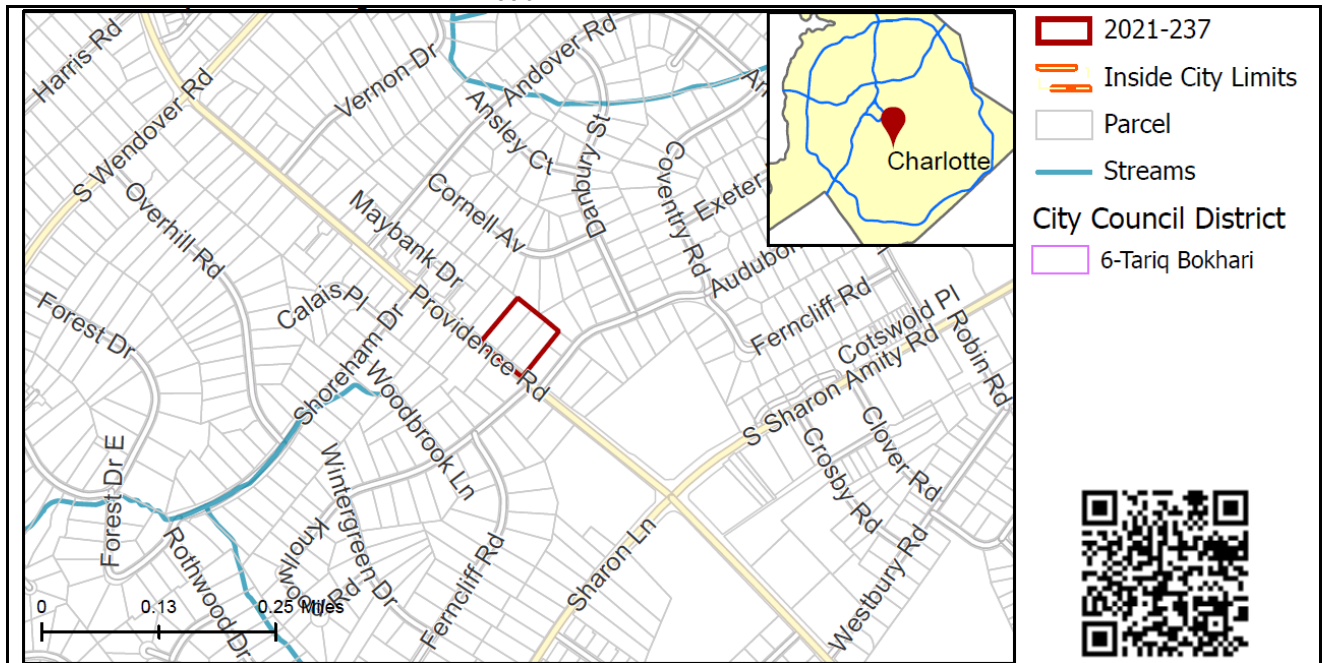 Harris Rd
S Wendover Rd
Vernon Dr
Andover Rd
Ansley Ct
Danbury St
Coventry Rd
Exeter
An
Overhill Rd
Maybank Dr
Cornell Av
Audubon
Ferncliff Rd
Calais Pl
Shoreham Dr
Providence Rd
Forest Dr
Cotswold Pl
S Sharon Amity Rd
Robin Rd
Woodbrook Ln
Clover Rd
Crosby Rd
Forest Dr E
Wintergreen Dr
Knollwood Rd
Rothwood Dr
Ferncliff Rd
Sharon Ln
Westbury Rd
0 0.13 0.25 Miles
Charlotte
2021-237
Inside City Limits
Parcel
Streams
City Council District
6-Tariq Bokhari